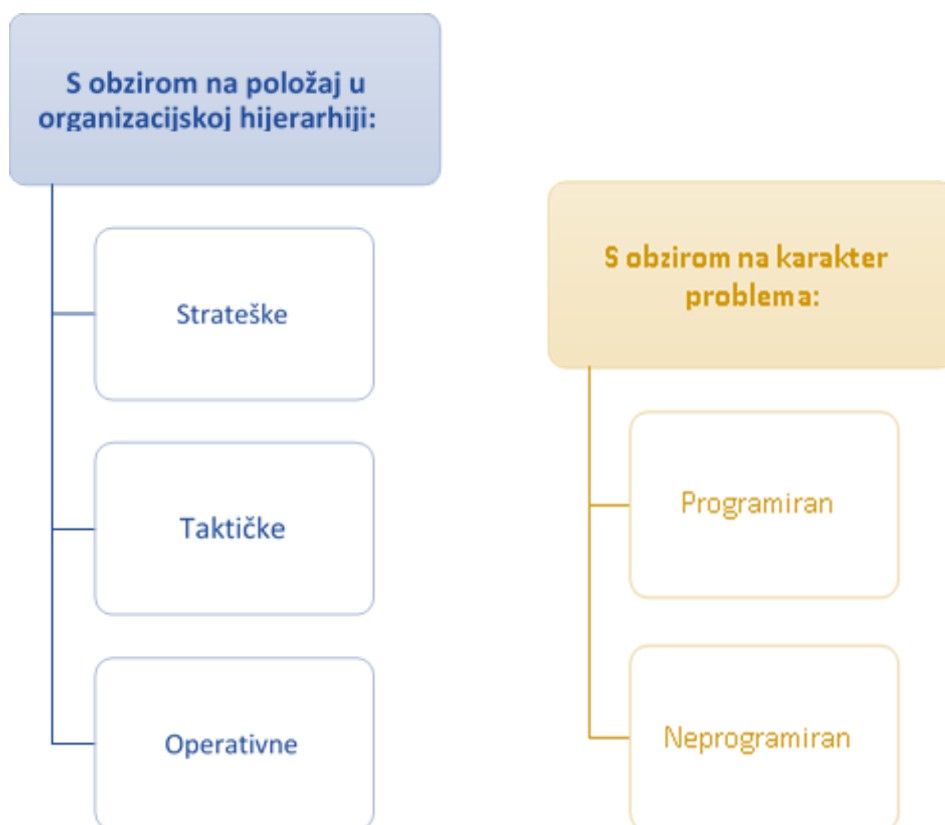 S obzirom na položaj u
organizacijskoj hijerarhiji:
Strateške
Taktičke
Operativne
S obzirom na karakter
problema:
Programiran
Neprogramiran